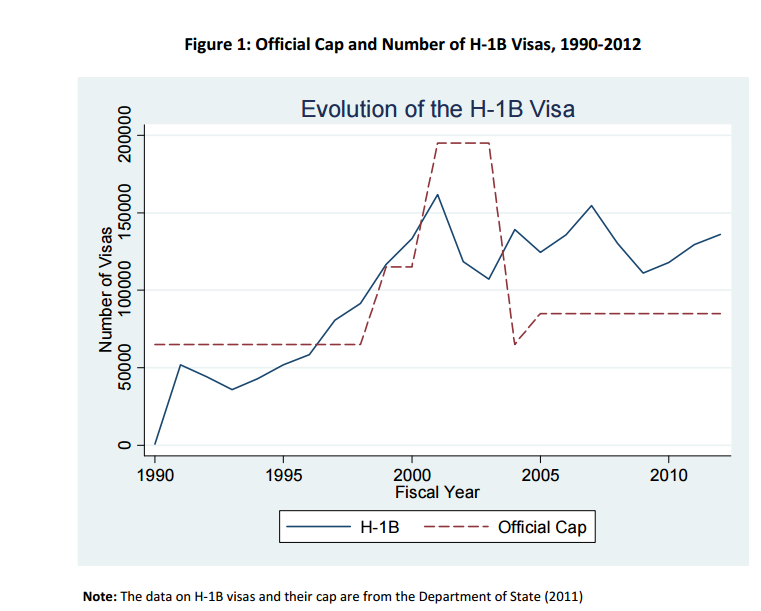 Figure 1: Official Cap and Number of H-1B Visas, 1990-2012
Evolution of the H-1B Visa
Number of Visas
200000
150000
100000
50000
0
1990 1995 2000 2005 2010
Fiscal Year
H-1B Official Cap
Note: The data on H-1B visas and their cap are from the Department of State (2011)